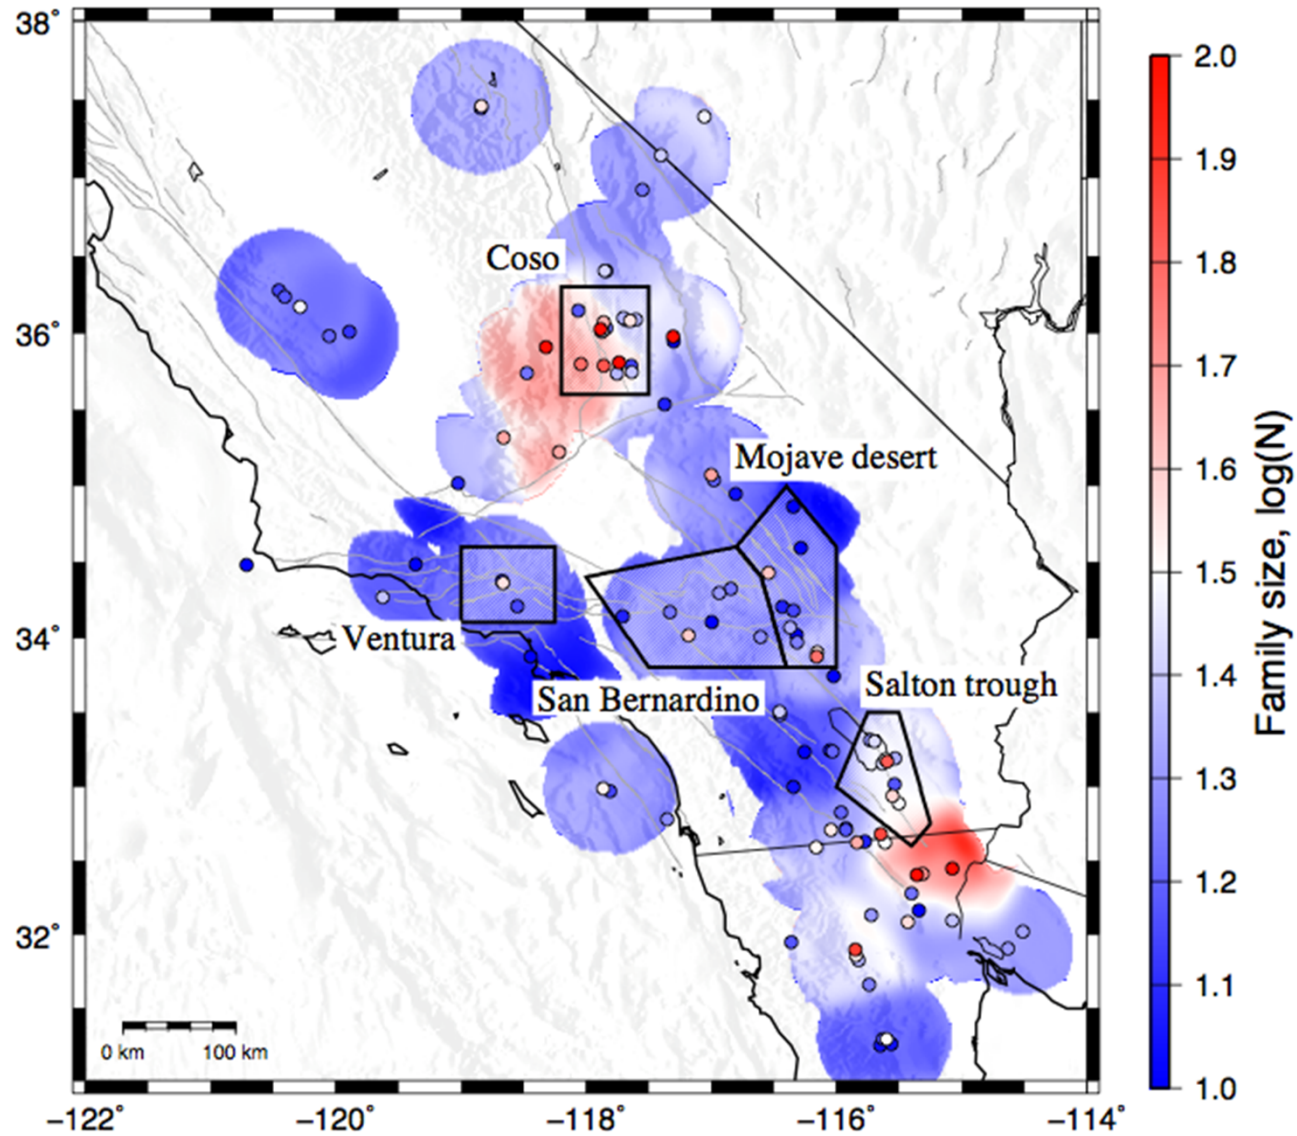 38°
36°
34°
32°
−122°
−120°
−118°
−116°
−114°
Coso
Mojave desert
Ventura
San Bernardino
Salton trough
0 km
100 km
2.0
1.9
1.8
1.7
1.6
1.5
1.4
1.3
1.2
1.1
1.0
Family size, log(N)